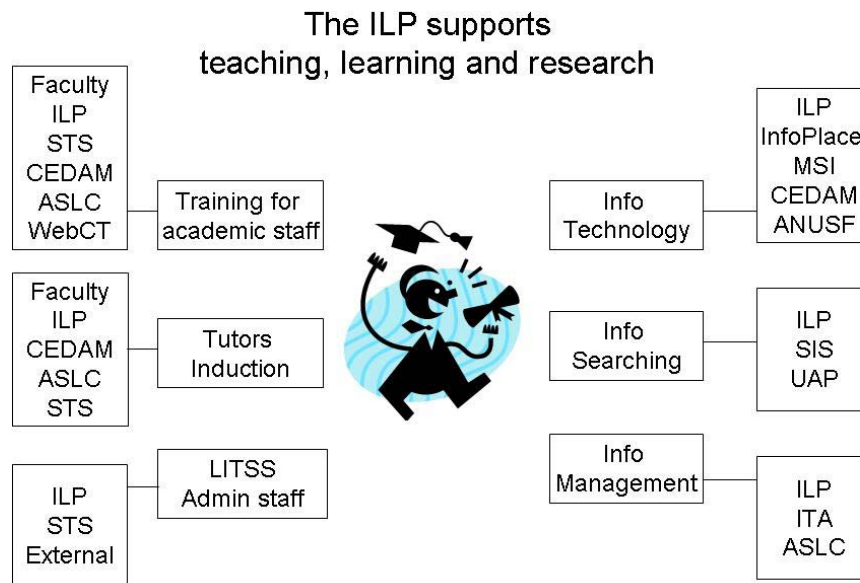 The ILP supports
teaching, learning and research
Faculty
ILP
STS
CEDAM
ASLC
WebCT
Training for
academic staff
Faculty
ILP
CEDAM
ASLC
STS
Tutors
Induction
ILP
STS
External
LITSS
Admin staff
Info
Technology
ILP
InfoPlace
MSI
CEDAM
ANUSF
Info
Searching
ILP
SIS
UAP
Info
Management
ILP
ITA
ASLC